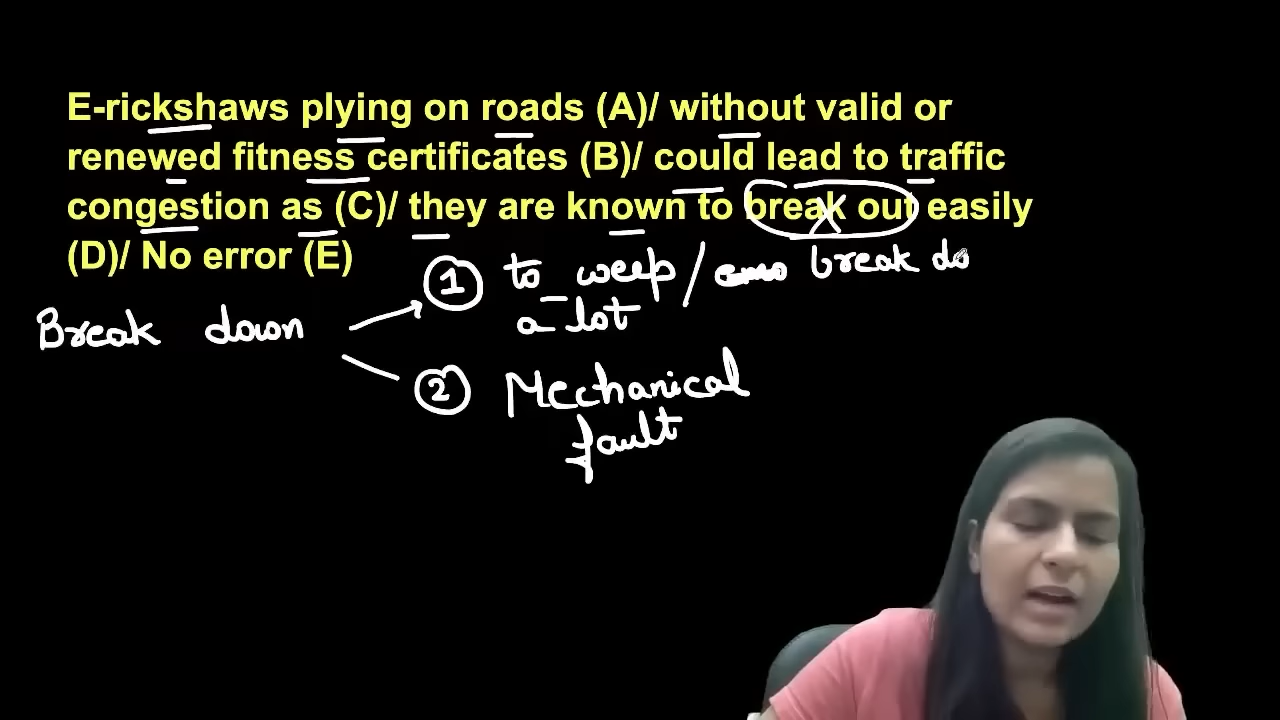 E-rickshaws plying on roads (A)/ without valid or
renewed fitness certificates (B)/ could lead to traffic
congestion as (C)/ they are known to break out easily
(D)/ No error (E)
Break down
1 to weep / break do
a lot
2 Mechanical
fault